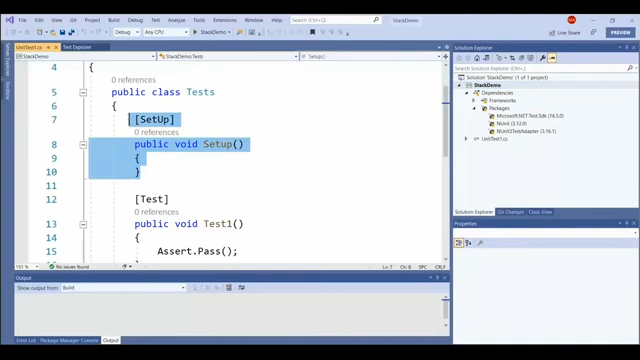 File Edit View Git Project Build Debug Test Analyze Tools Extensions Window Help
Search (Ctrl+Q)
StackDemo
Debug
Any CPU
Start
Live Share
PREVIEW
UnitTest1.cs
Test Explorer
StackDemo
StackDemo.Tests
Setup()
4 {
0 references
5 public class Tests
6 {
7 [SetUp]
0 references
8 public void Setup()
9 {
10 }
11
12 [Test]
0 references
13 public void Test1()
14 {
15 Assert.Pass();
No issues found
Ln: 7
Ch: 8
SPC
CRLF
Output
Show output from:
Build
Error List
Package Manager Console
Output
Server Explorer
Toolbox
Solution Explorer
Search Solution Explorer (Ctrl+;)
Solution 'StackDemo' (1 of 1 project)
StackDemo
Dependencies
Frameworks
Packages
Microsoft.NET.Test.Sdk (16.5.0)
NUnit (3.12.0)
NUnit3TestAdapter (3.16.1)
UnitTest1.cs
Solution Explorer
Git Changes
Class View
Properties